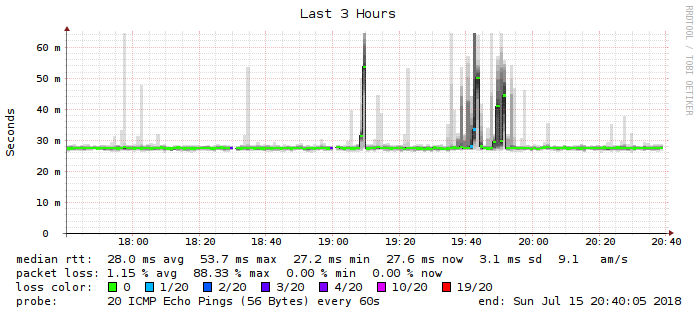 Last 3 Hours
RRDTOOL / TOBI OETIKER
Seconds
60 m
50 m
40 m
30 m
20 m
10 m
0
18:00 18:20 18:40 19:00 19:20 19:40 20:00 20:20 20:40
median rtt: 28.0 ms avg 53.7 ms max 27.2 ms min 27.6 ms now 3.1 ms sd 9.1 am/s
packet loss: 1.15 % avg 88.33 % max 0.00 % min 0.00 % now
loss color: 0 1/20 2/20 3/20 4/20 10/20 19/20
probe: 20 ICMP Echo Pings (56 Bytes) every 60s end: Sun Jul 15 20:40:05 2018